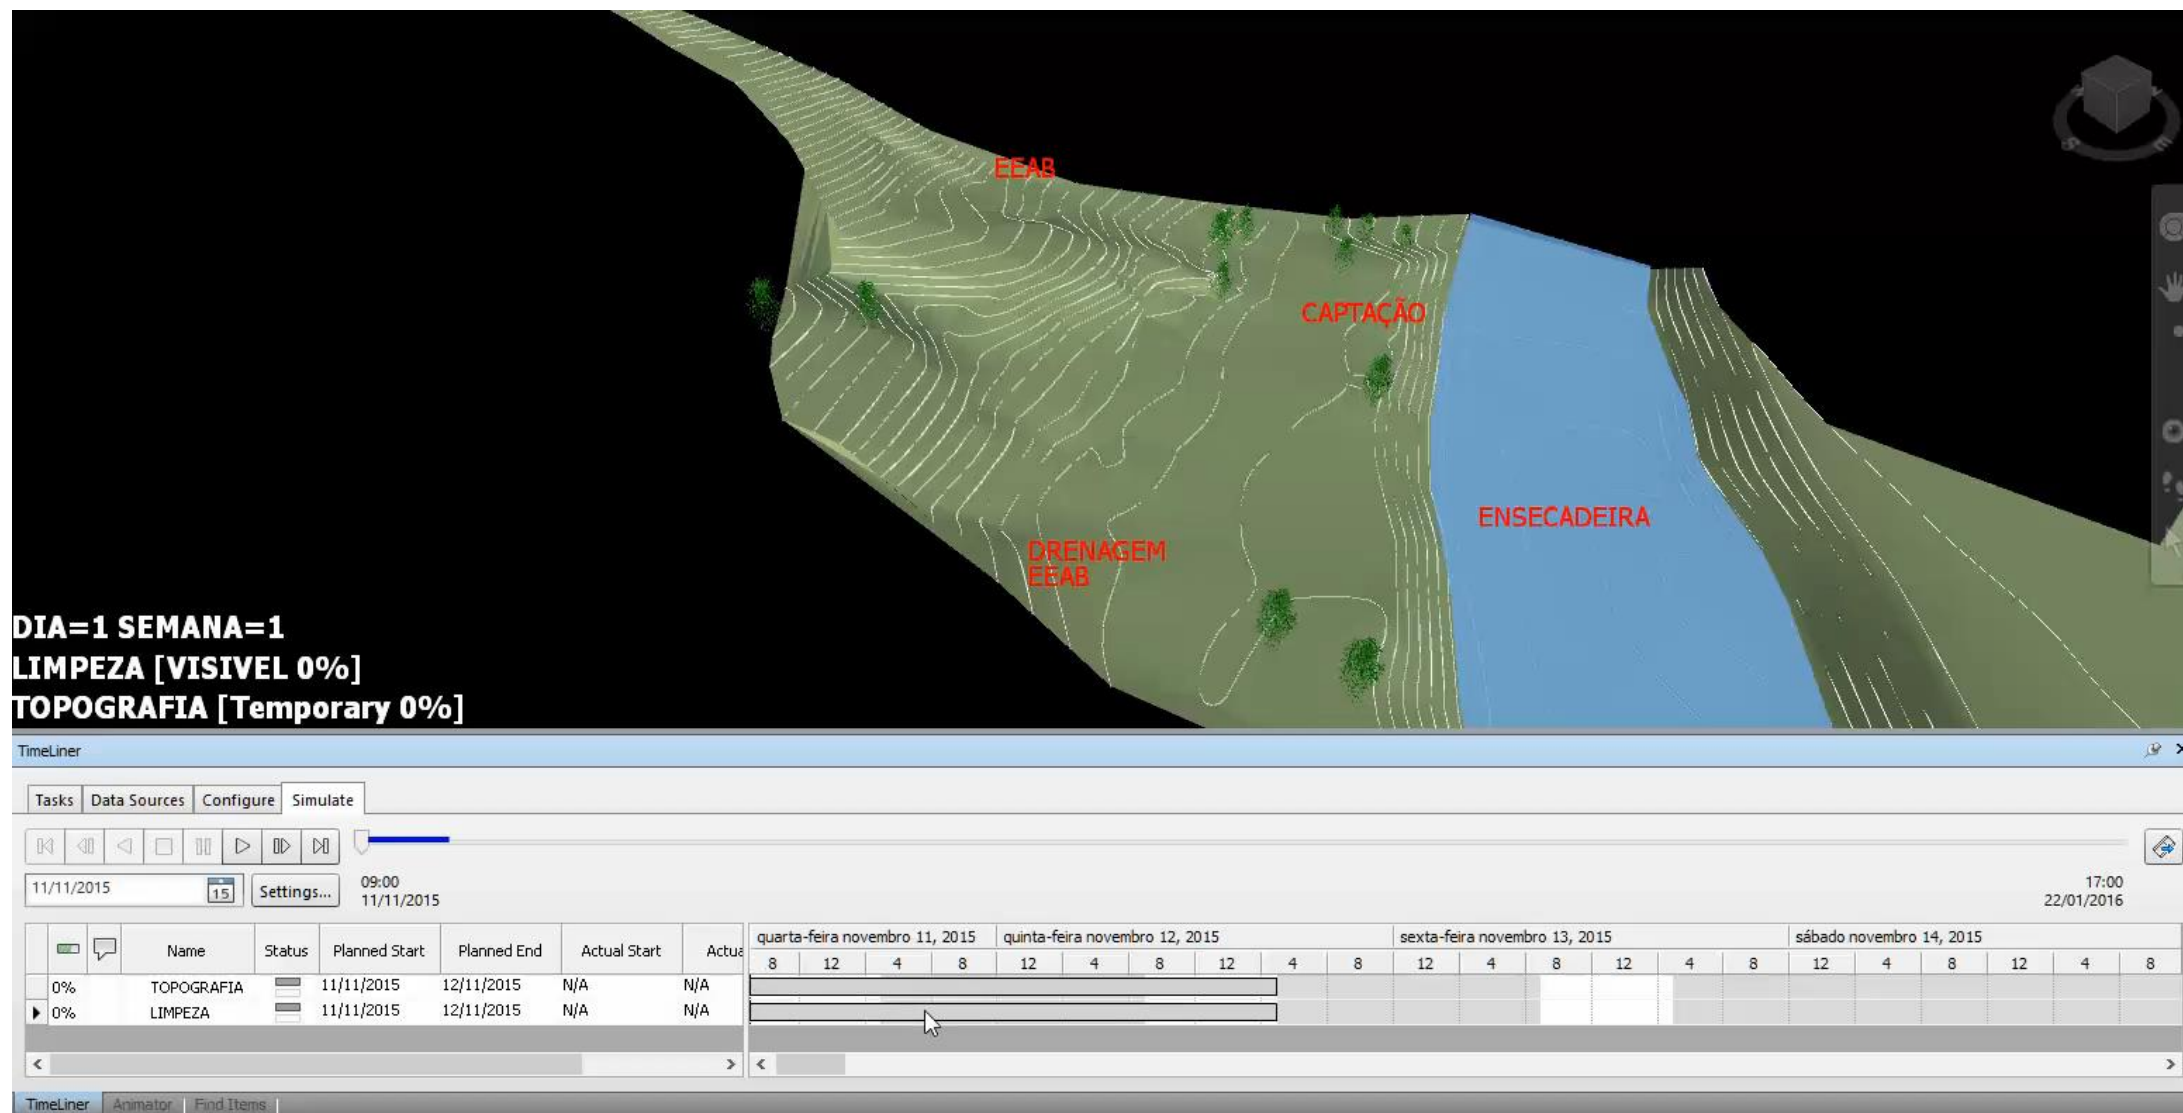 EEAB
CAPTAÇÃO
ENSECADEIRA
DRENAGEM
EEAB
DIA=1 SEMANA=1
LIMPEZA [VISIVEL 0%]
TOPOGRAFIA [Temporary 0%]
TimeLiner
Tasks Data Sources Configure Simulate
11/11/2015 15 Settings... 09:00 11/11/2015 17:00 22/01/2016
Name Status Planned Start Planned End Actual Start Actua
quarta-feira novembro 11, 2015 quinta-feira novembro 12, 2015 sexta-feira novembro 13, 2015 sábado novembro 14, 2015
8 12 4 8 12 4 8 12 4 8 12 4 8 12 4 8 12 4 8 12 4 8
0% TOPOGRAFIA 11/11/2015 12/11/2015 N/A N/A
0% LIMPEZA 11/11/2015 12/11/2015 N/A N/A
TimeLiner Animator Find Items